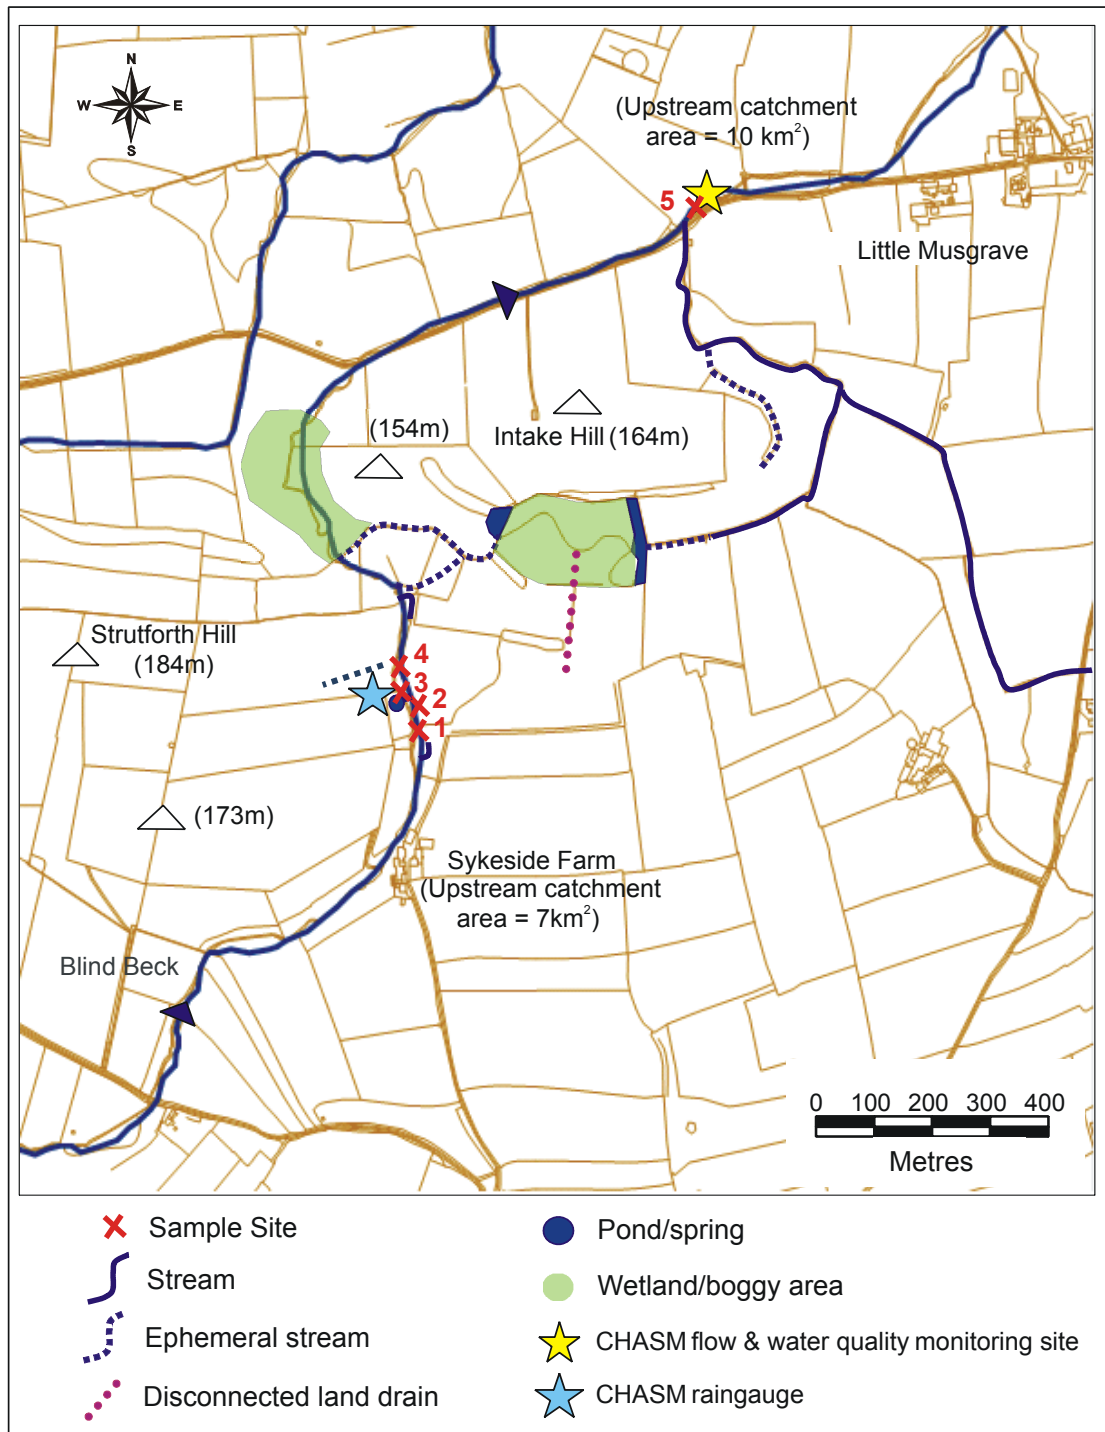 N
W E
S
(Upstream catchment
area = 10 km²)
5
Little Musgrave
(154m)
Intake Hill (164m)
Strutforth Hill
(184m)
4
3
2
1
(173m)
Sykeside Farm
(Upstream catchment
area = 7km²)
Blind Beck
0 100 200 300 400
Metres
Sample Site
Stream
Ephemeral stream
Disconnected land drain
Pond/spring
Wetland/boggy area
CHASM flow & water quality monitoring site
CHASM raingauge